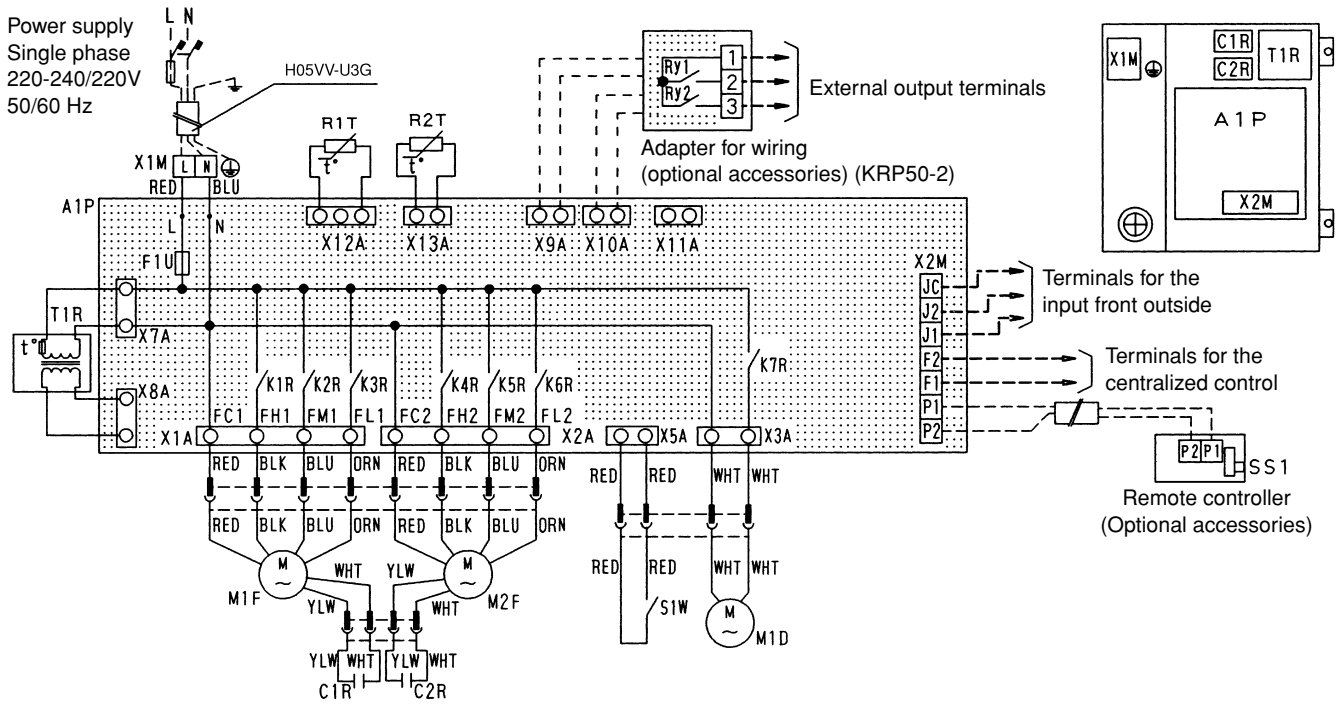 Power supply
Single phase
220-240/220V
50/60 Hz
L N
H05VV-U3G
X1M L N
RED BLU
R1T
t°
R2T
t°
Ry1
Ry2
1
2
3
External output terminals
Adapter for wiring
(optional accessories) (KRP50-2)
X1M
C1R
C2R
T1R
A1P
X2M
A1P
L N
F1U
X12A X13A X9A X10A X11A
X2M
JC
J2
J1
F2
F1
P1
P2
Terminals for the
input front outside
Terminals for the
centralized control
P2 P1
SS1
Remote controller
(Optional accessories)
T1R
t°
X7A
X8A
K1R K2R K3R K4R K5R K6R K7R
FC1 FH1 FM1 FL1 FC2 FH2 FM2 FL2
X1A X2A X5A X3A
RED BLK BLU ORN RED BLK BLU ORN
RED RED WHT WHT
RED BLK BLU ORN RED BLK BLU ORN
RED RED WHT WHT
M
~
M1F
M
~
M2F
WHT YLW
YLW WHT
S1W
M
~
M1D
YLW WHT YLW WHT
C1R C2R